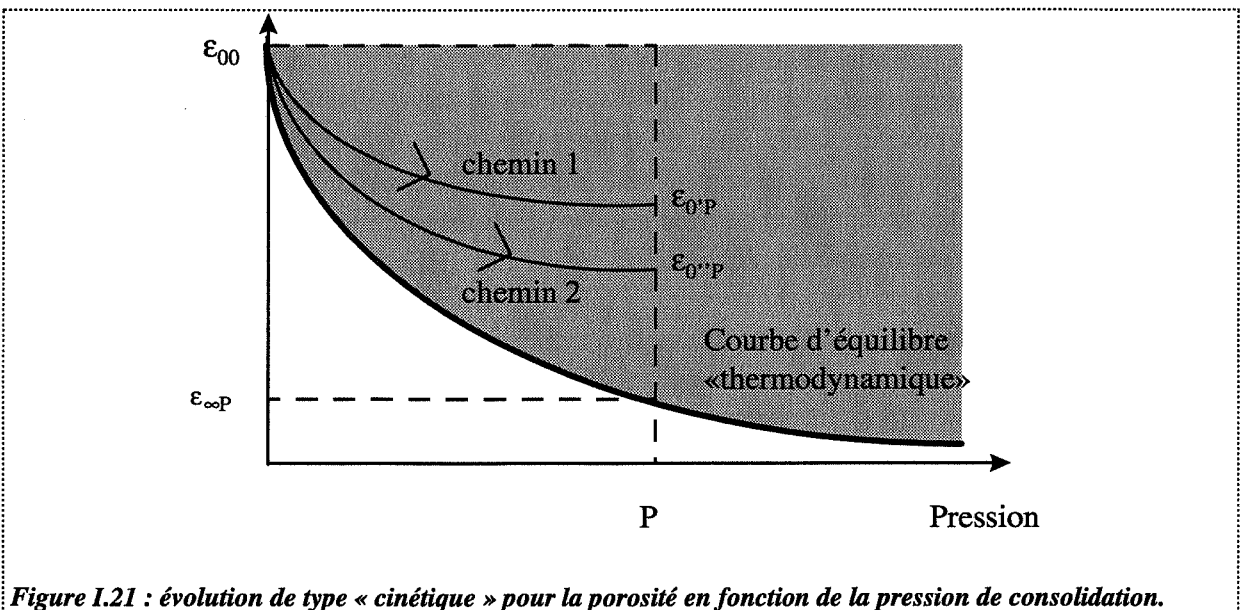 ε00
chemin 1
ε0'P
ε0''P
chemin 2
Courbe d'équilibre
«thermodynamique»
ε∞P
P
Pression
Figure I.21 : évolution de type « cinétique » pour la porosité en fonction de la pression de consolidation.